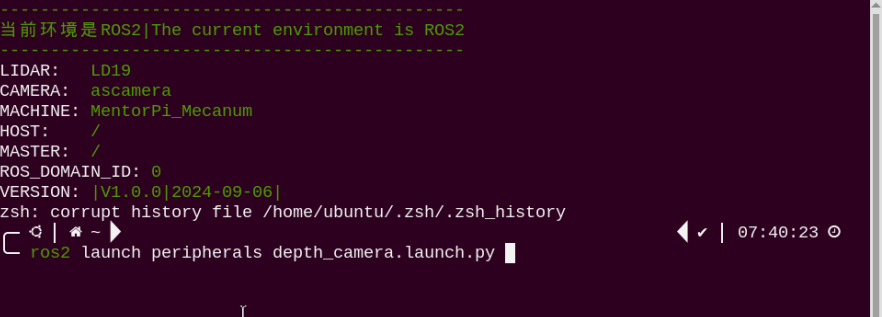 ----------------------------------------------
当前环境是ROS2|The current environment is ROS2
----------------------------------------------
LIDAR: LD19
CAMERA: ascamera
MACHINE: MentorPi_Mecanum
HOST: /
MASTER: /
ROS_DOMAIN_ID: 0
VERSION: |V1.0.0|2024-09-06|
zsh: corrupt history file /home/ubuntu/.zsh/.zsh_history
~ ✔ 07:40:23
ros2 launch peripherals depth_camera.launch.py